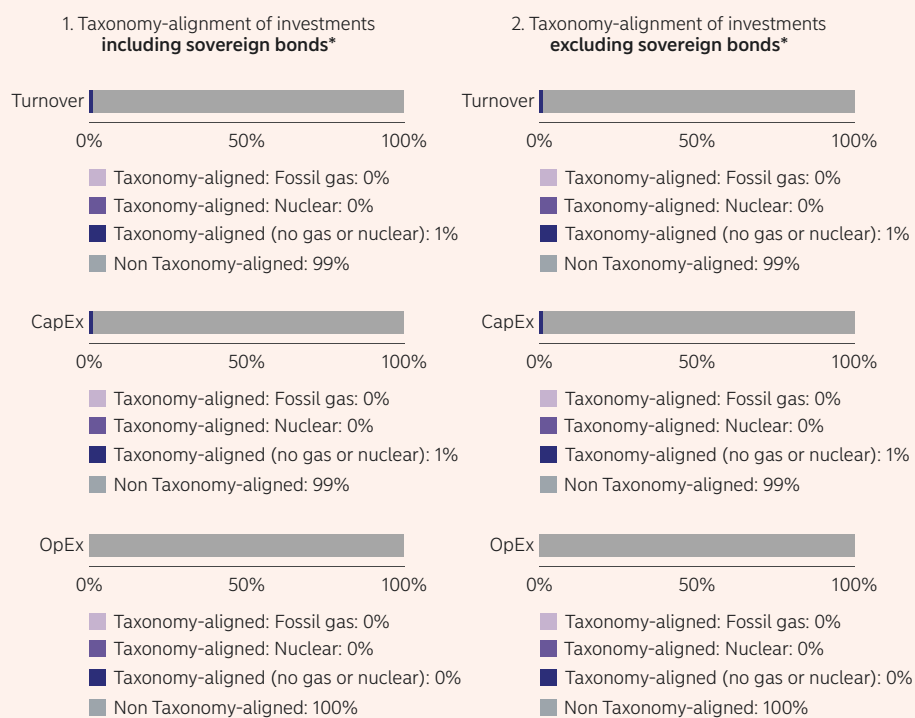 1. Taxonomy-alignment of investments
including sovereign bonds*
Turnover
0% 50% 100%
Taxonomy-aligned: Fossil gas: 0%
Taxonomy-aligned: Nuclear: 0%
Taxonomy-aligned (no gas or nuclear): 1%
Non Taxonomy-aligned: 99%
CapEx
0% 50% 100%
Taxonomy-aligned: Fossil gas: 0%
Taxonomy-aligned: Nuclear: 0%
Taxonomy-aligned (no gas or nuclear): 1%
Non Taxonomy-aligned: 99%
OpEx
0% 50% 100%
Taxonomy-aligned: Fossil gas: 0%
Taxonomy-aligned: Nuclear: 0%
Taxonomy-aligned (no gas or nuclear): 0%
Non Taxonomy-aligned: 100%
2. Taxonomy-alignment of investments
excluding sovereign bonds*
Turnover
0% 50% 100%
Taxonomy-aligned: Fossil gas: 0%
Taxonomy-aligned: Nuclear: 0%
Taxonomy-aligned (no gas or nuclear): 1%
Non Taxonomy-aligned: 99%
CapEx
0% 50% 100%
Taxonomy-aligned: Fossil gas: 0%
Taxonomy-aligned: Nuclear: 0%
Taxonomy-aligned (no gas or nuclear): 1%
Non Taxonomy-aligned: 99%
OpEx
0% 50% 100%
Taxonomy-aligned: Fossil gas: 0%
Taxonomy-aligned: Nuclear: 0%
Taxonomy-aligned (no gas or nuclear): 0%
Non Taxonomy-aligned: 100%